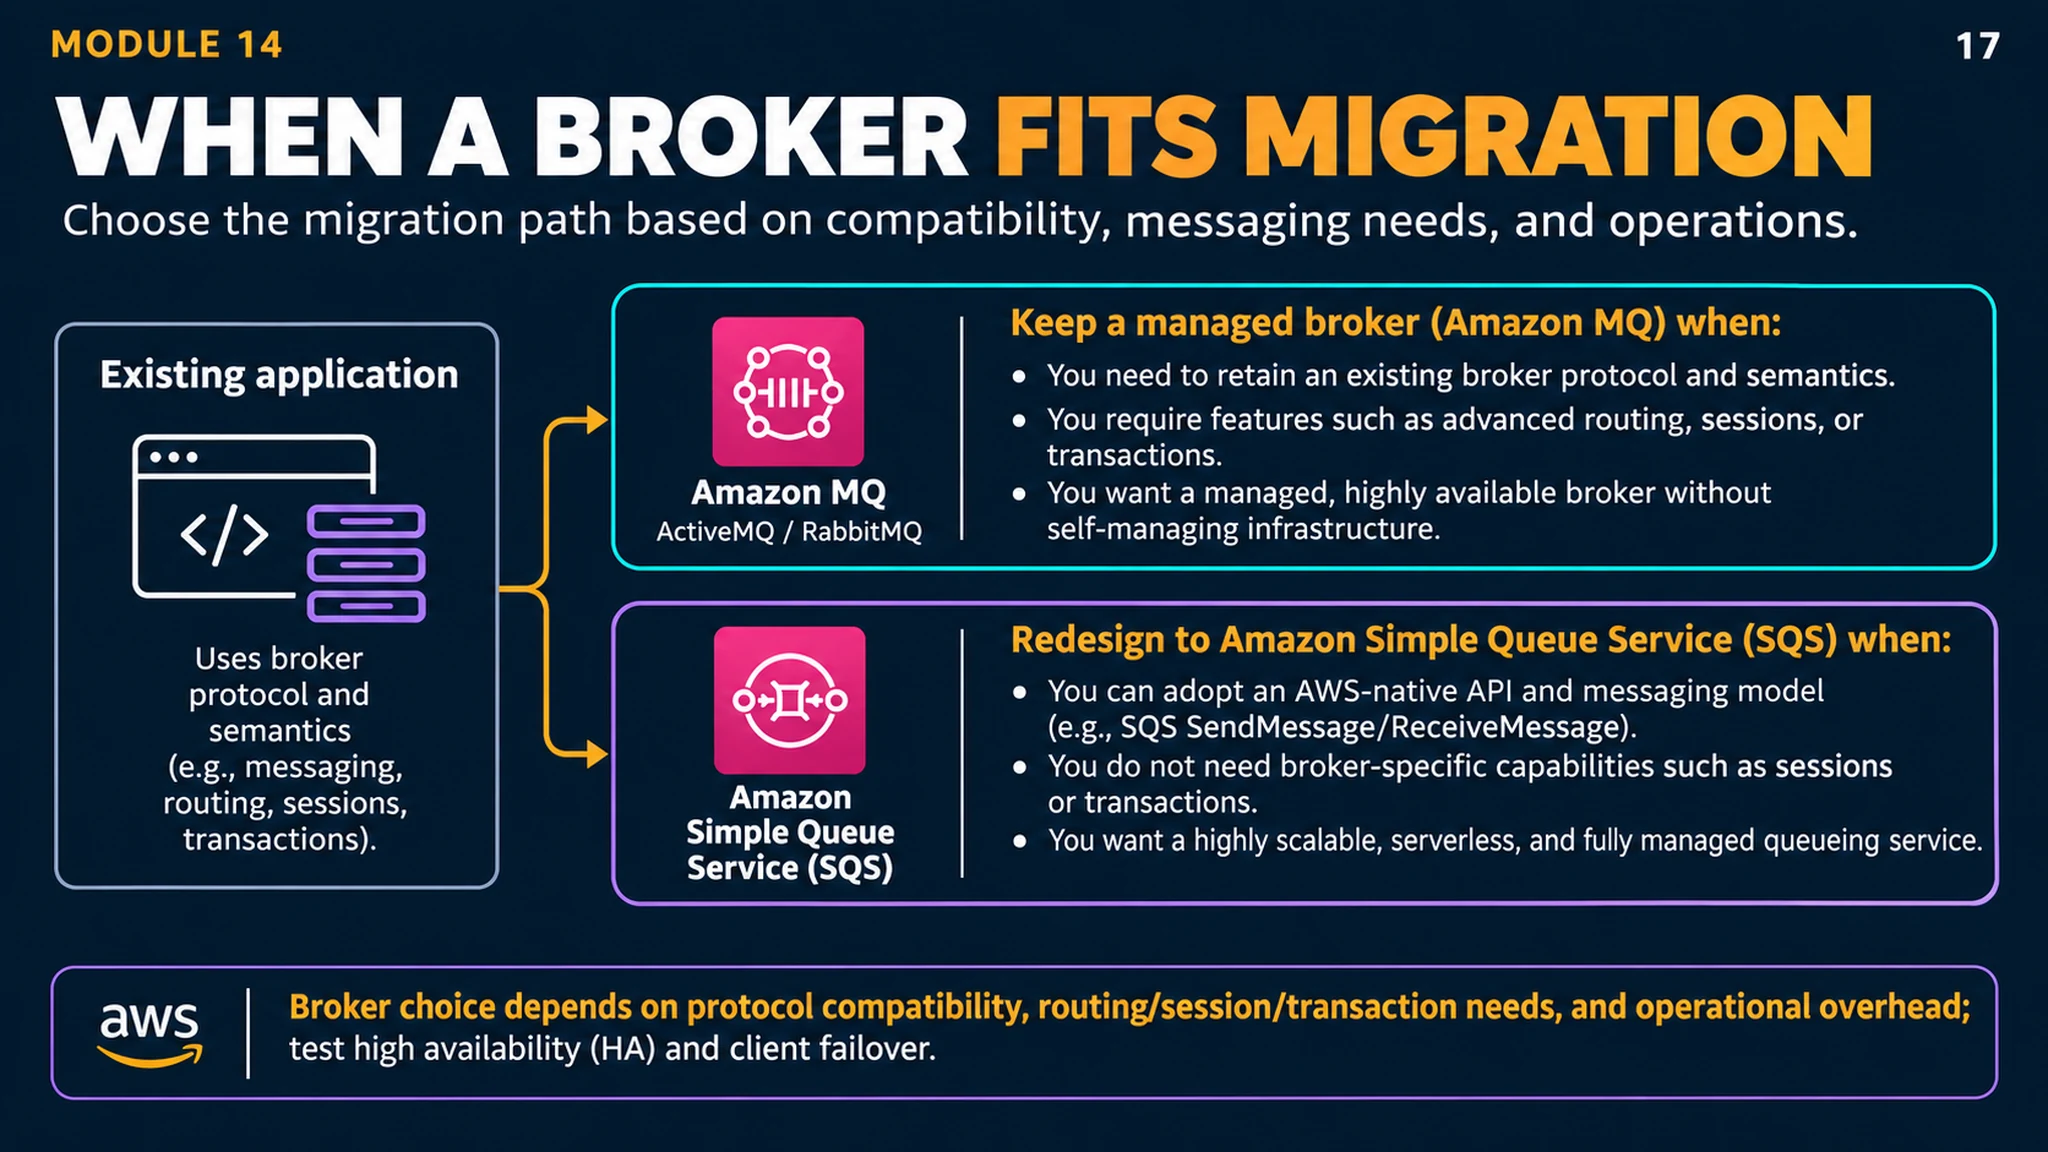 MODULE 14
17
WHEN A BROKER FITS MIGRATION
Choose the migration path based on compatibility, messaging needs, and operations.
Existing application
</>
Uses broker
protocol and
semantics
(e.g., messaging,
routing, sessions,
transactions).
Amazon MQ
ActiveMQ / RabbitMQ
Keep a managed broker (Amazon MQ) when:
• You need to retain an existing broker protocol and semantics.
• You require features such as advanced routing, sessions, or
transactions.
• You want a managed, highly available broker without
self-managing infrastructure.
Amazon
Simple Queue
Service (SQS)
Redesign to Amazon Simple Queue Service (SQS) when:
• You can adopt an AWS-native API and messaging model
(e.g., SQS SendMessage/ReceiveMessage).
• You do not need broker-specific capabilities such as sessions
or transactions.
• You want a highly scalable, serverless, and fully managed queueing service.
aws
Broker choice depends on protocol compatibility, routing/session/transaction needs, and operational overhead;
test high availability (HA) and client failover.